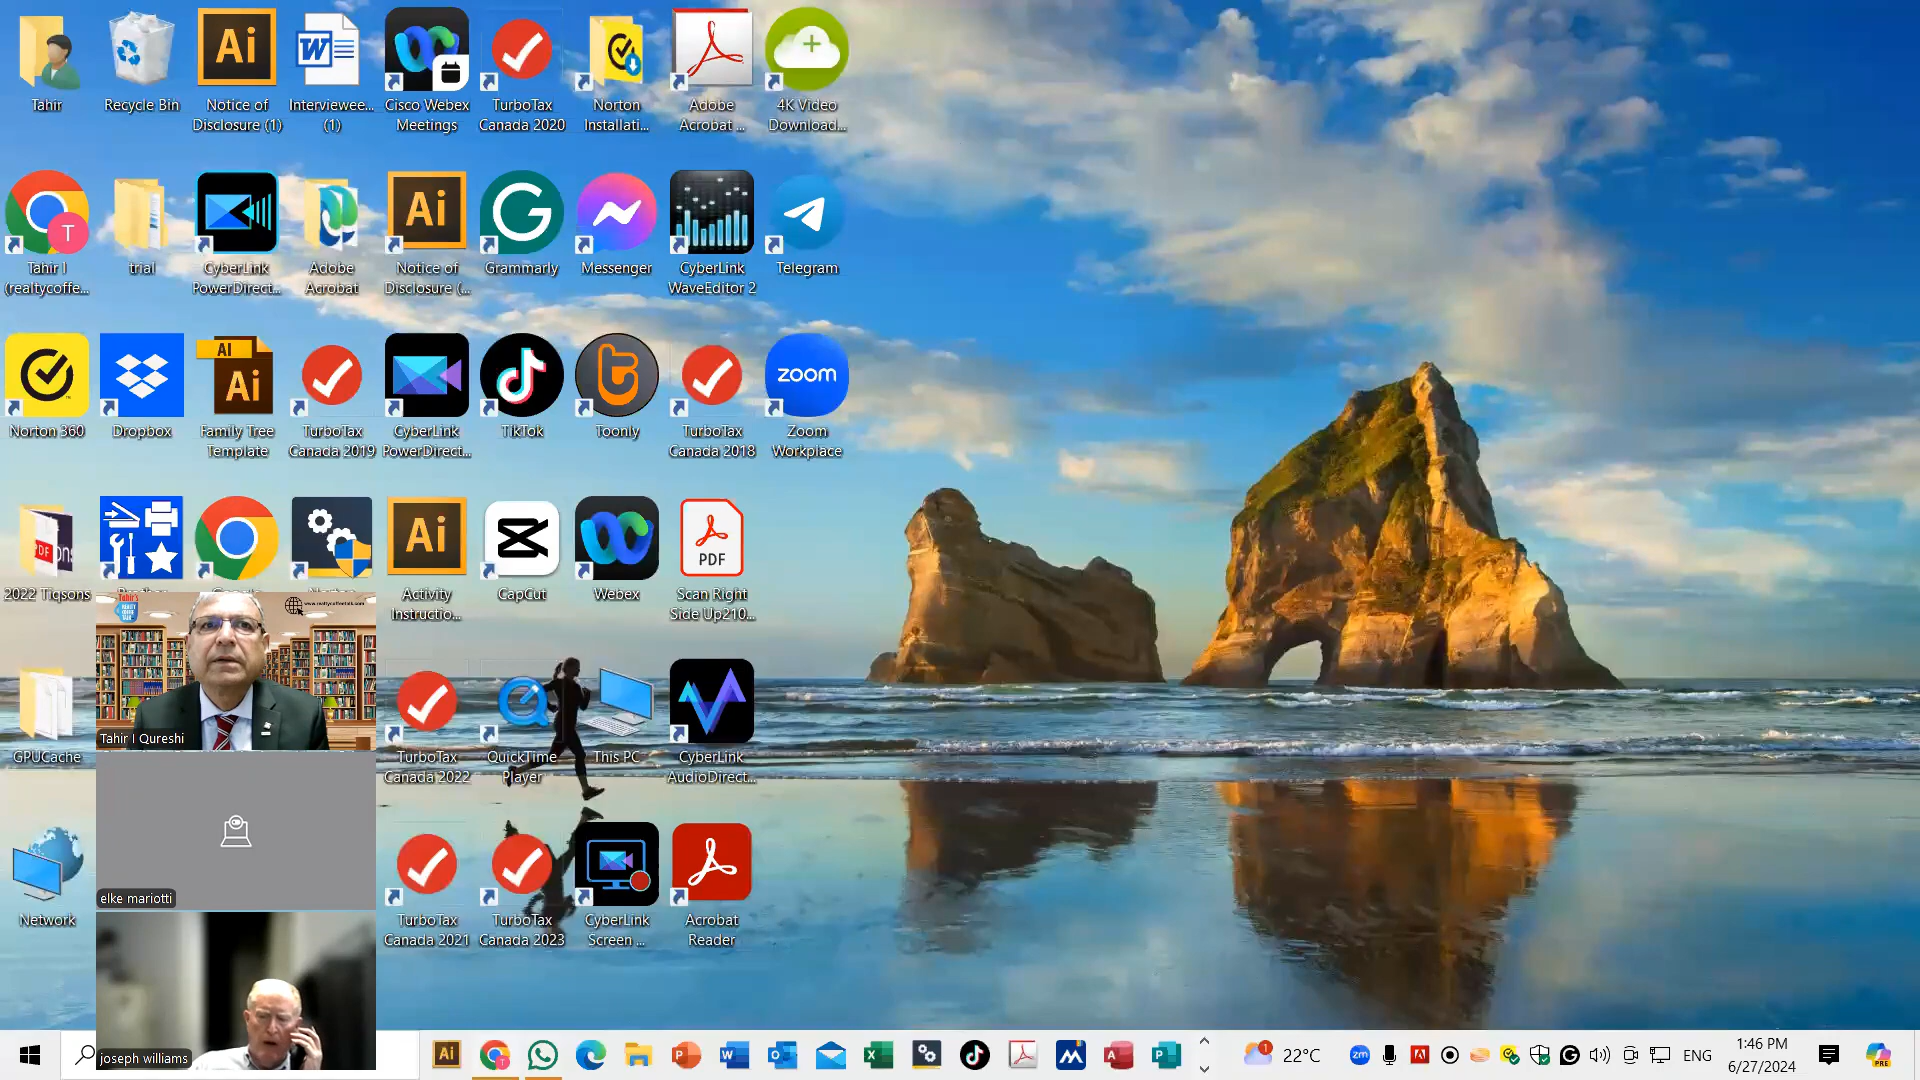 Tahir
Recycle Bin
Notice of
Disclosure (1)
Interviewee...
(1)
Cisco Webex
Meetings
TurboTax
Canada 2020
Norton
Installati...
Adobe
Acrobat ...
4K Video
Download...
Tahir I
(realtycoffe...
trial
CyberLink
PowerDirect...
Adobe
Acrobat
Notice of
Disclosure (...
Grammarly
Messenger
CyberLink
WaveEditor 2
Telegram
Norton 360
Dropbox
Family Tree
Template
TurboTax
Canada 2019
CyberLink
PowerDirect...
TikTok
Toonly
TurboTax
Canada 2018
zoom
Zoom
Workplace
2022 Tiqsons
Activity
Instructio...
CapCut
Webex
PDF
Scan Right
Side Up210...
www.realtycoffeetalk.com
Tahir I Qureshi
GPUCache
TurboTax
Canada 2022
QuickTime
Player
This PC
CyberLink
AudioDirect...
elke mariotti
Network
TurboTax
Canada 2021
TurboTax
Canada 2023
CyberLink
Screen ...
Acrobat
Reader
joseph williams
22°C
ENG
1:46 PM
6/27/2024